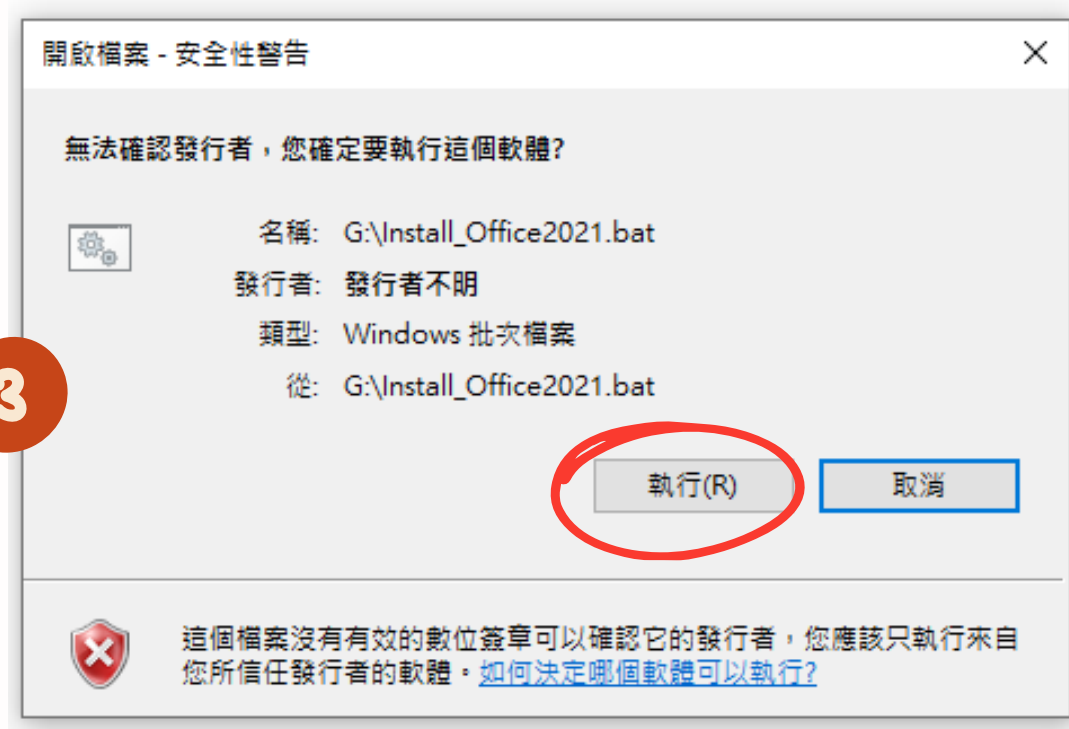 開啟檔案 - 安全性警告
無法確認發行者，您確定要執行這個軟體?
名稱: G:\Install_Office2021.bat
發行者: 發行者不明
類型: Windows 批次檔案
從: G:\Install_Office2021.bat
3
執行(R) 取消
這個檔案沒有有效的數位簽章可以確認它的發行者，您應該只執行來自
您所信任發行者的軟體。如何決定哪個軟體可以執行?